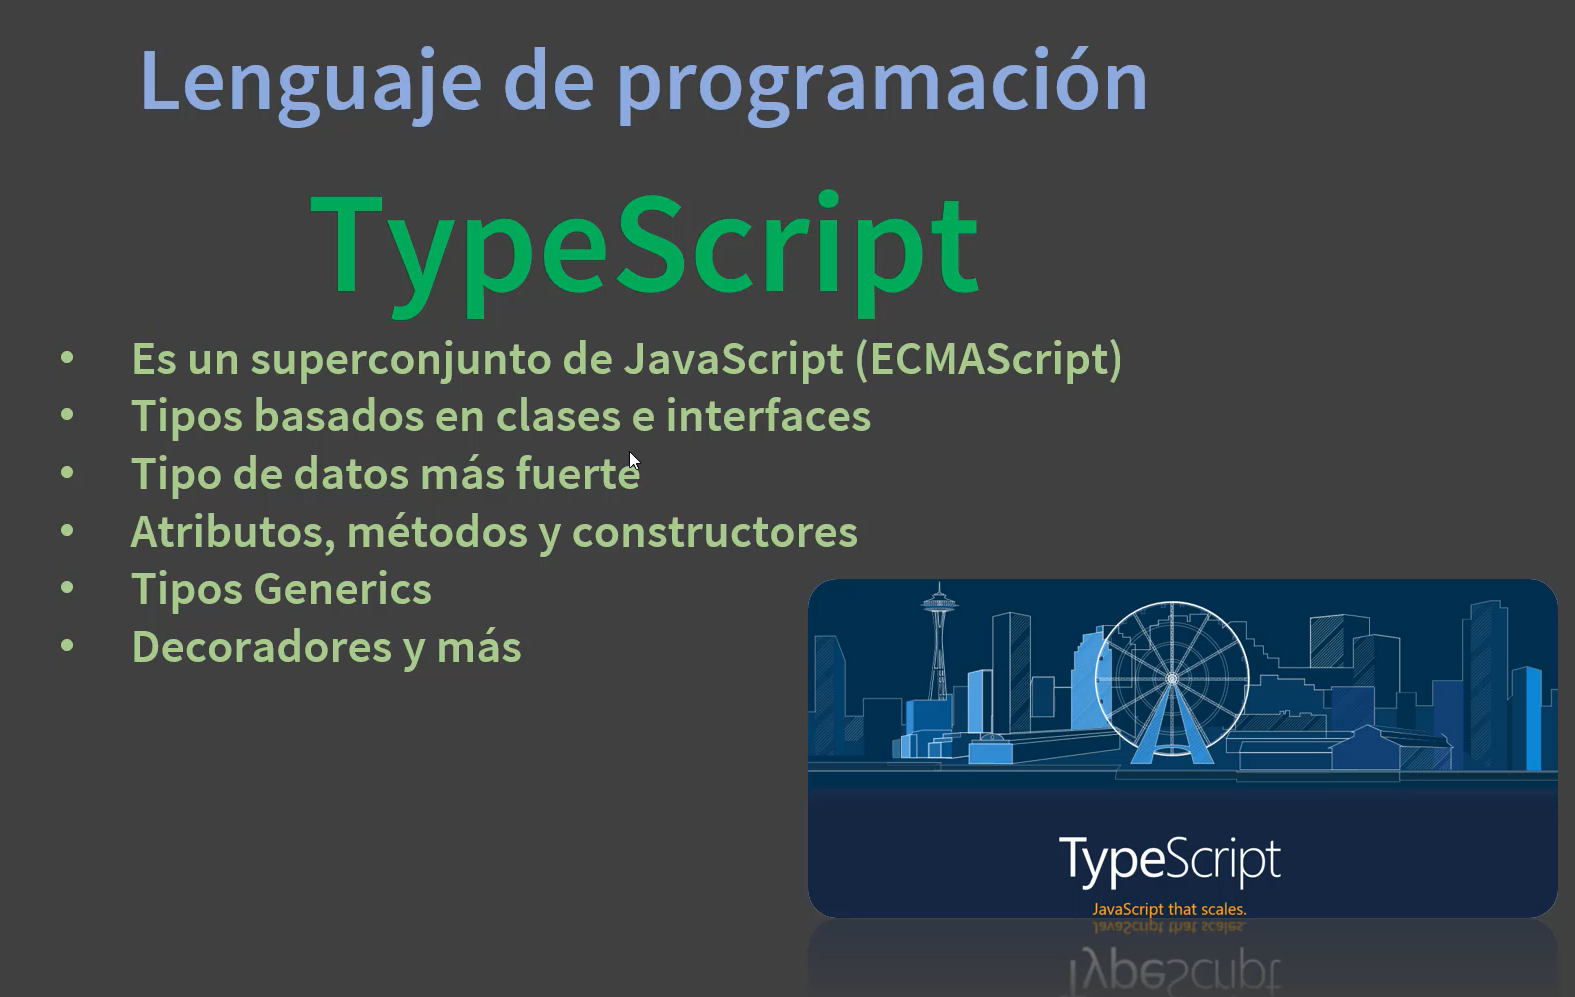 Lenguaje de programación
TypeScript
• Es un superconjunto de JavaScript (ECMAScript)
• Tipos basados en clases e interfaces
• Tipo de datos más fuerte
• Atributos, métodos y constructores
• Tipos Generics
• Decoradores y más
TypeScript
JavaScript that scales.